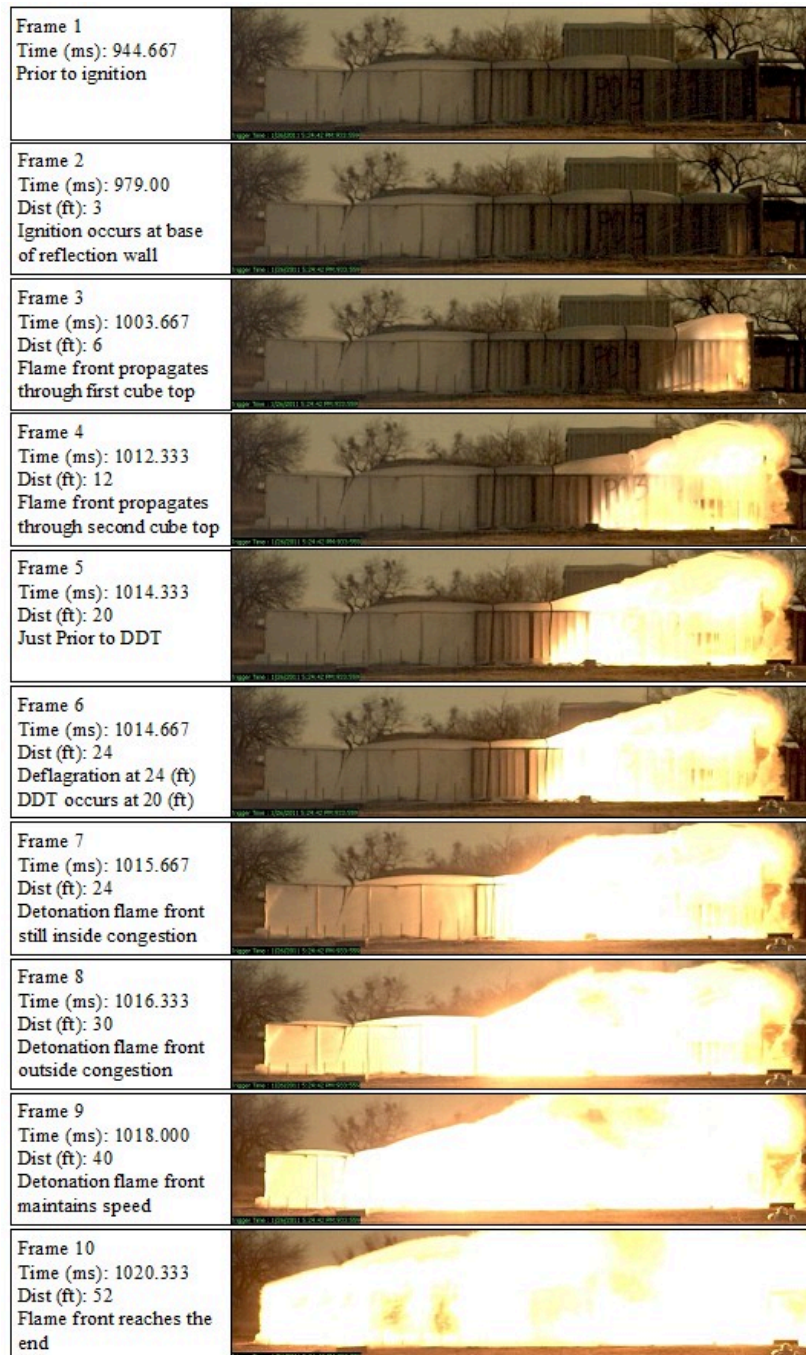 Frame 1
Time (ms): 944.667
Prior to ignition
Frame 2
Time (ms): 979.00
Dist (ft): 3
Ignition occurs at base
of reflection wall
Frame 3
Time (ms): 1003.667
Dist (ft): 6
Flame front propagates
through first cube top
Frame 4
Time (ms): 1012.333
Dist (ft): 12
Flame front propagates
through second cube top
Frame 5
Time (ms): 1014.333
Dist (ft): 20
Just Prior to DDT
Frame 6
Time (ms): 1014.667
Dist (ft): 24
Deflagration at 24 (ft)
DDT occurs at 20 (ft)
Frame 7
Time (ms): 1015.667
Dist (ft): 24
Detonation flame front
still inside congestion
Frame 8
Time (ms): 1016.333
Dist (ft): 30
Detonation flame front
outside congestion
Frame 9
Time (ms): 1018.000
Dist (ft): 40
Detonation flame front
maintains speed
Frame 10
Time (ms): 1020.333
Dist (ft): 52
Flame front reaches the
end